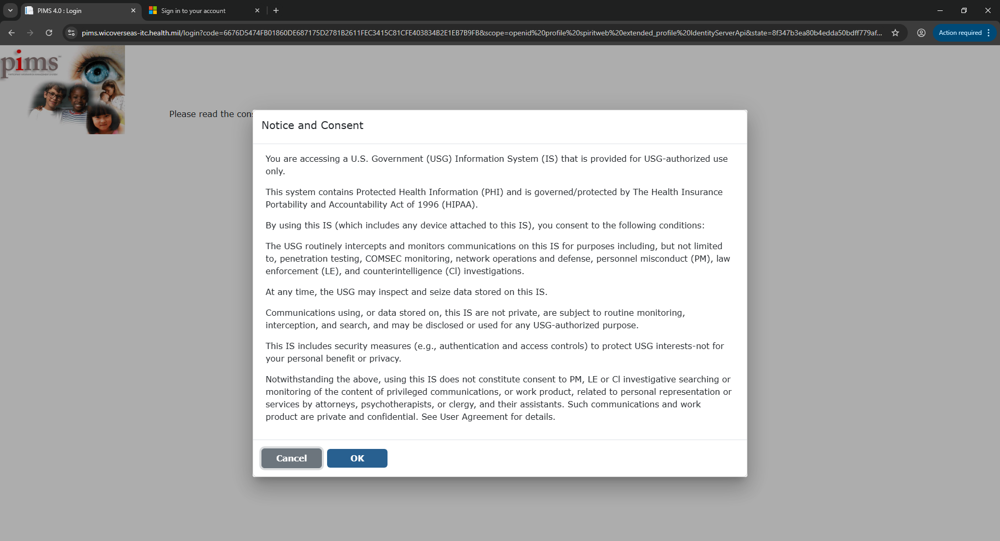 PIMS 4.0 : Login
Sign in to your account
pims.wicoverseas-itc.health.mil/login?code=6676D5474FB01860DE687175D2781B2611FEC3415C81CFE403834B2E1EB7B9FB&scope=openid%20profile%20spiritweb%20extended_profile%20IdentityServerApi&state=8f347b3ea80b4edda50bdff779af...
Action required
pims
PARTICIPANT INFORMATION MANAGEMENT SYSTEM
Please read the cons
Notice and Consent
You are accessing a U.S. Government (USG) Information System (IS) that is provided for USG-authorized use
only.
This system contains Protected Health Information (PHI) and is governed/protected by The Health Insurance
Portability and Accountability Act of 1996 (HIPAA).
By using this IS (which includes any device attached to this IS), you consent to the following conditions:
The USG routinely intercepts and monitors communications on this IS for purposes including, but not limited
to, penetration testing, COMSEC monitoring, network operations and defense, personnel misconduct (PM), law
enforcement (LE), and counterintelligence (Cl) investigations.
At any time, the USG may inspect and seize data stored on this IS.
Communications using, or data stored on, this IS are not private, are subject to routine monitoring,
interception, and search, and may be disclosed or used for any USG-authorized purpose.
This IS includes security measures (e.g., authentication and access controls) to protect USG interests-not for
your personal benefit or privacy.
Notwithstanding the above, using this IS does not constitute consent to PM, LE or Cl investigative searching or
monitoring of the content of privileged communications, or work product, related to personal representation or
services by attorneys, psychotherapists, or clergy, and their assistants. Such communications and work
product are private and confidential. See User Agreement for details.
Cancel
OK